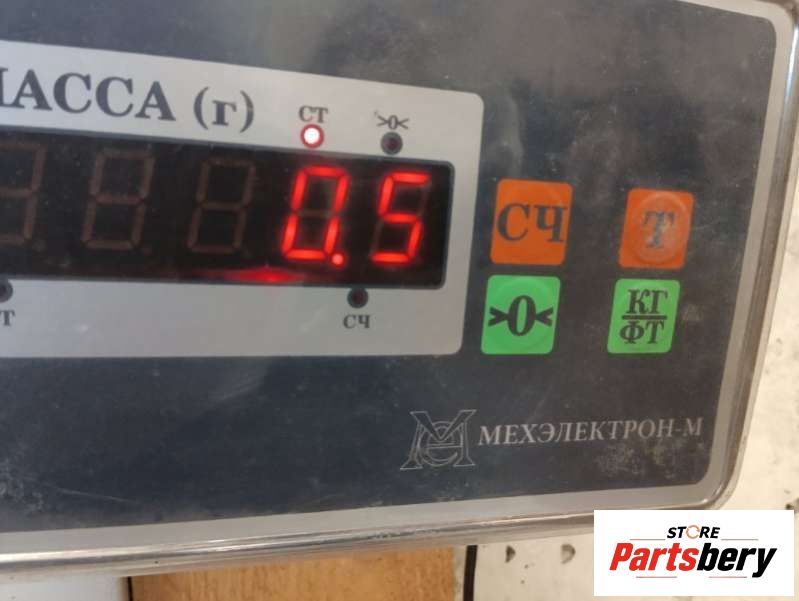 МАССА (г)
СТ >0<
0.5
Т СЧ
СЧ Т
>0< КГ
ФТ
МЕХЭЛЕКТРОН-М
STORE
Partsbery